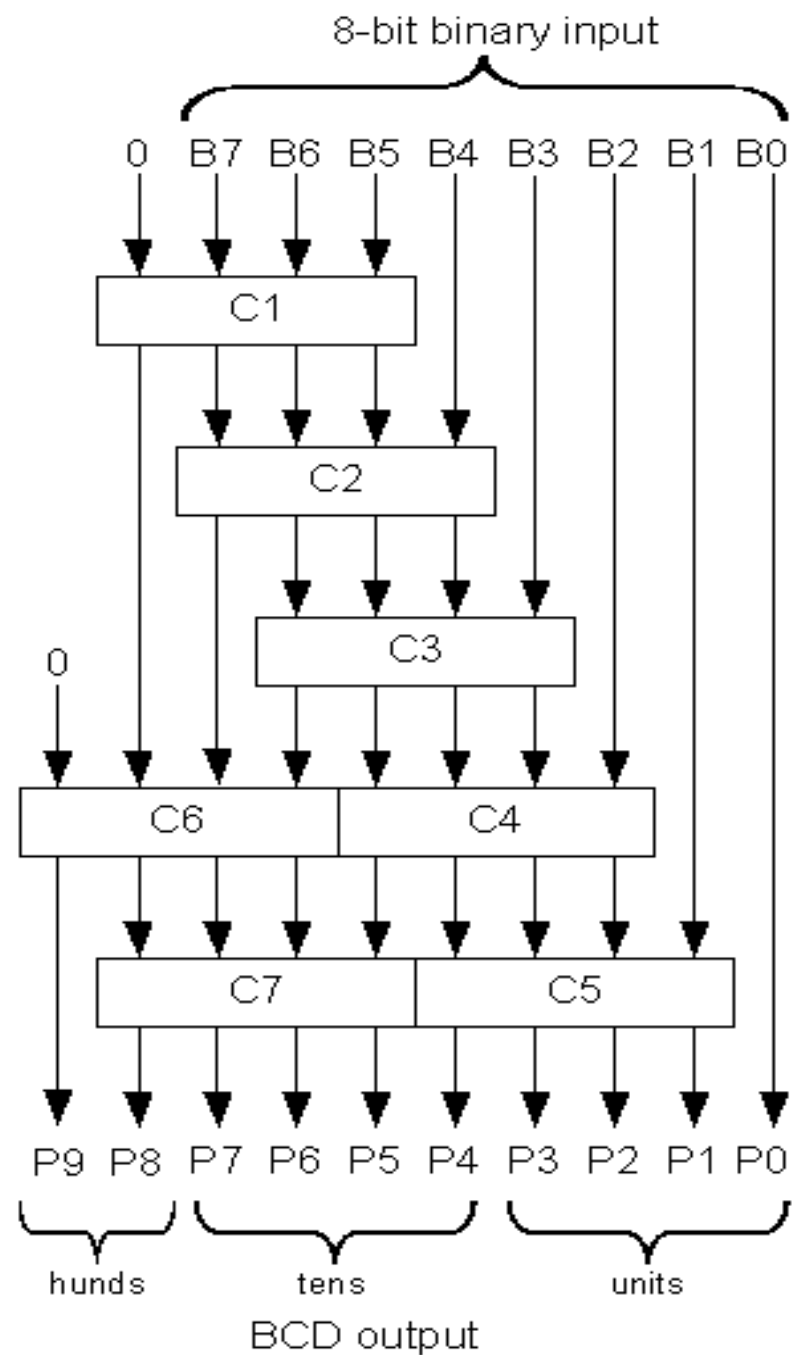 8-bit binary input
0 B7 B6 B5 B4 B3 B2 B1 B0
C1
C2
C3
0
C6 C4
C7 C5
P9 P8 P7 P6 P5 P4 P3 P2 P1 P0
hunds tens units
BCD output